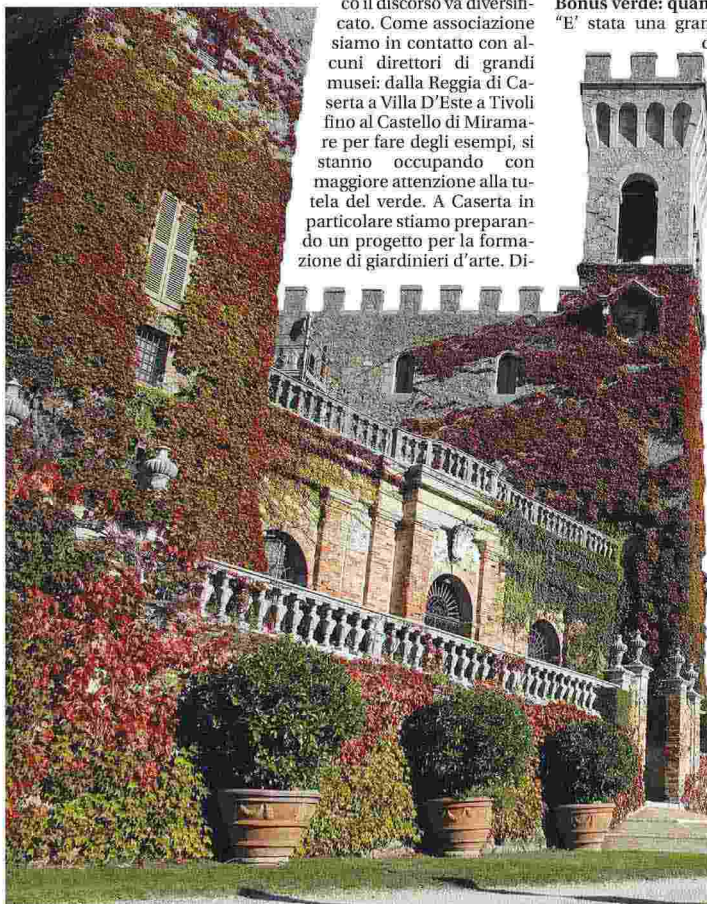 co il discorso va diversifi-
cato. Come associazione
siamo in contatto con al-
cuni direttori di grandi
musei: dalla Reggia di Ca-
serta a Villa D'Este a Tivoli
fino al Castello di Mirama-
re per fare degli esempi, si
stanno occupando con
maggiore attenzione alla tu-
tela del verde. A Caserta in
particolare stiamo preparan-
do un progetto per la forma-
zione di giardinieri d'arte. Di-
Bonus verde: quan
"E' stata una gran